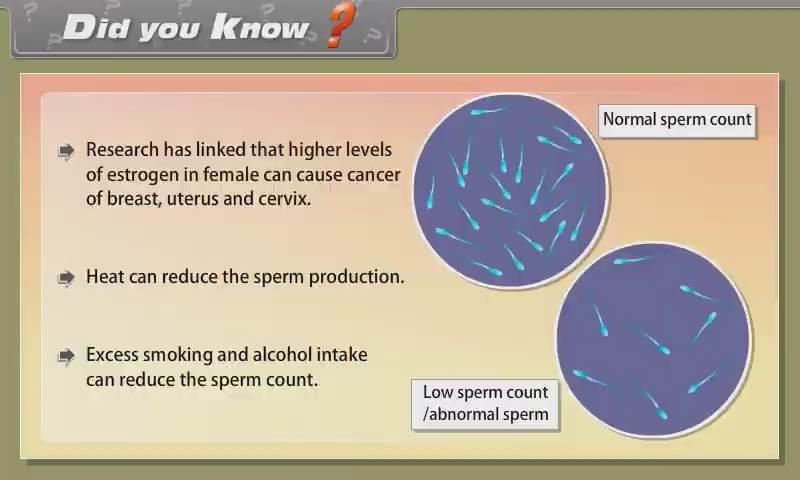 Did you Know ?
Research has linked that higher levels
of estrogen in female can cause cancer
of breast, uterus and cervix.
Heat can reduce the sperm production.
Excess smoking and alcohol intake
can reduce the sperm count.
Normal sperm count
Low sperm count
/abnormal sperm